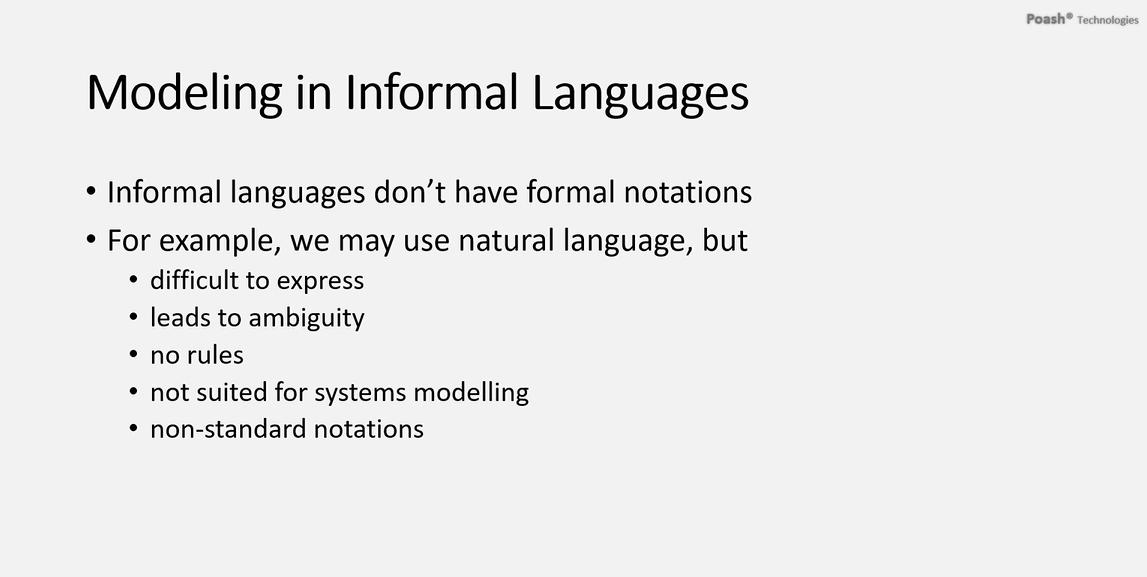 Poash® Technologies
Modeling in Informal Languages
• Informal languages don’t have formal notations
• For example, we may use natural language, but
• difficult to express
• leads to ambiguity
• no rules
• not suited for systems modelling
• non-standard notations